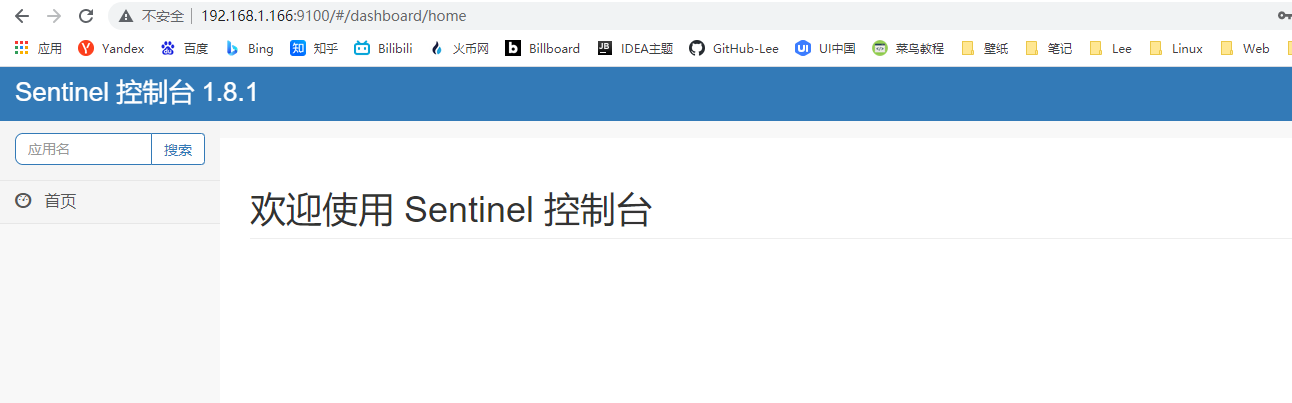 不安全 192.168.1.166:9100/#/dashboard/home
应用 Yandex 百度 Bing 知 知乎 Bilibili 火币网 b Billboard JB IDEA主题 GitHub-Lee UI UI中国 菜鸟教程 壁纸 笔记 Lee Linux Web
Sentinel 控制台 1.8.1
应用名 搜索
首页
欢迎使用 Sentinel 控制台